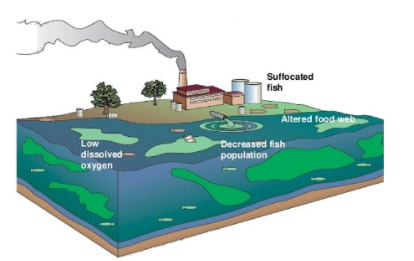 Suffocated
fish
Altered food web
Low
dissolved
oxygen
Decreased fish
population